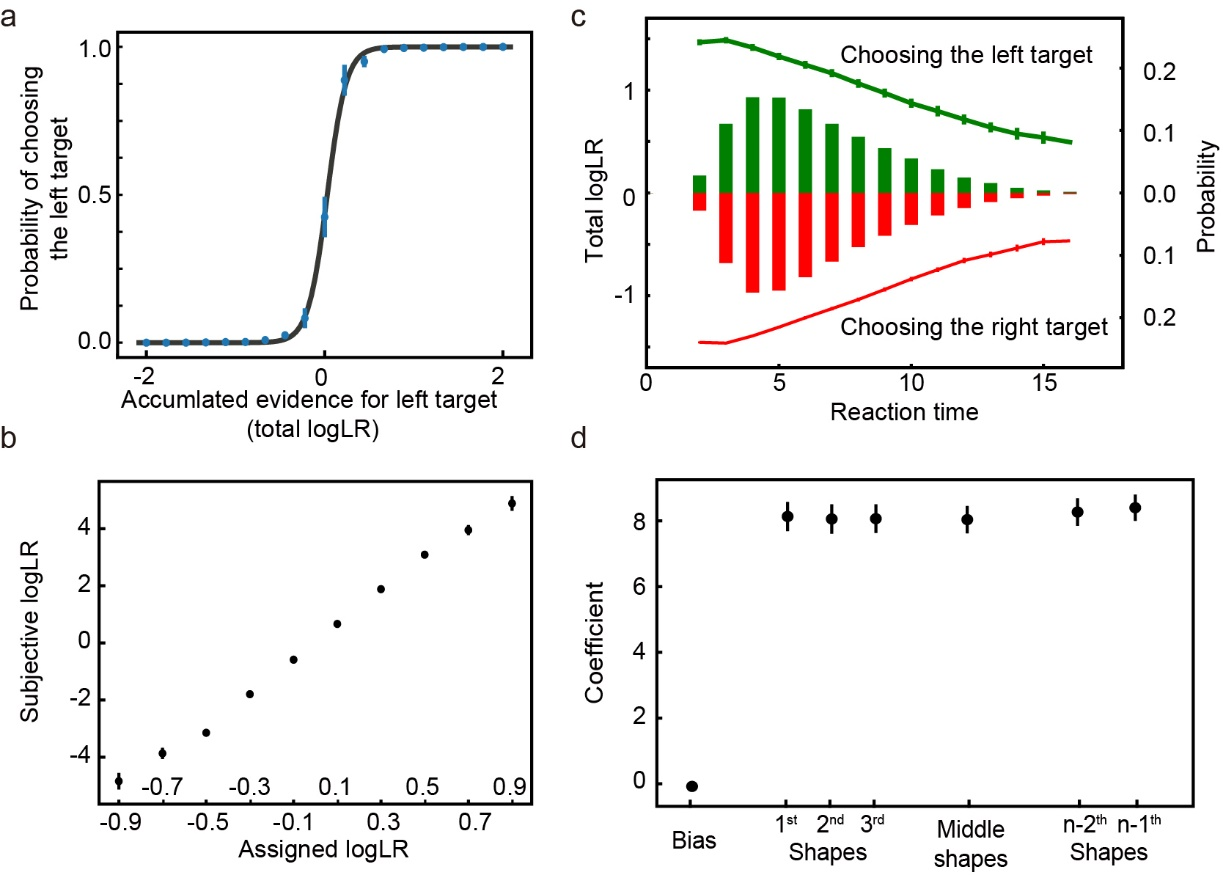 a
1.0
0.5
0.0
Probability of choosing
the left target
-2 0 2
Accumlated evidence for left target
(total logLR)
c
1
0
-1
Total logLR
Choosing the left target
Choosing the right target
0.2
0.1
0.0
0.1
0.2
Probability
0 5 10 15
Reaction time
b
4
2
0
-2
-4
Subjective logLR
-0.7 -0.3 0.1 0.5 0.9
-0.9 -0.5 -0.1 0.3 0.7
Assigned logLR
d
8
6
4
2
0
Coefficient
Bias
1st 2nd 3rd
Shapes
Middle
shapes
n-2th n-1th
Shapes